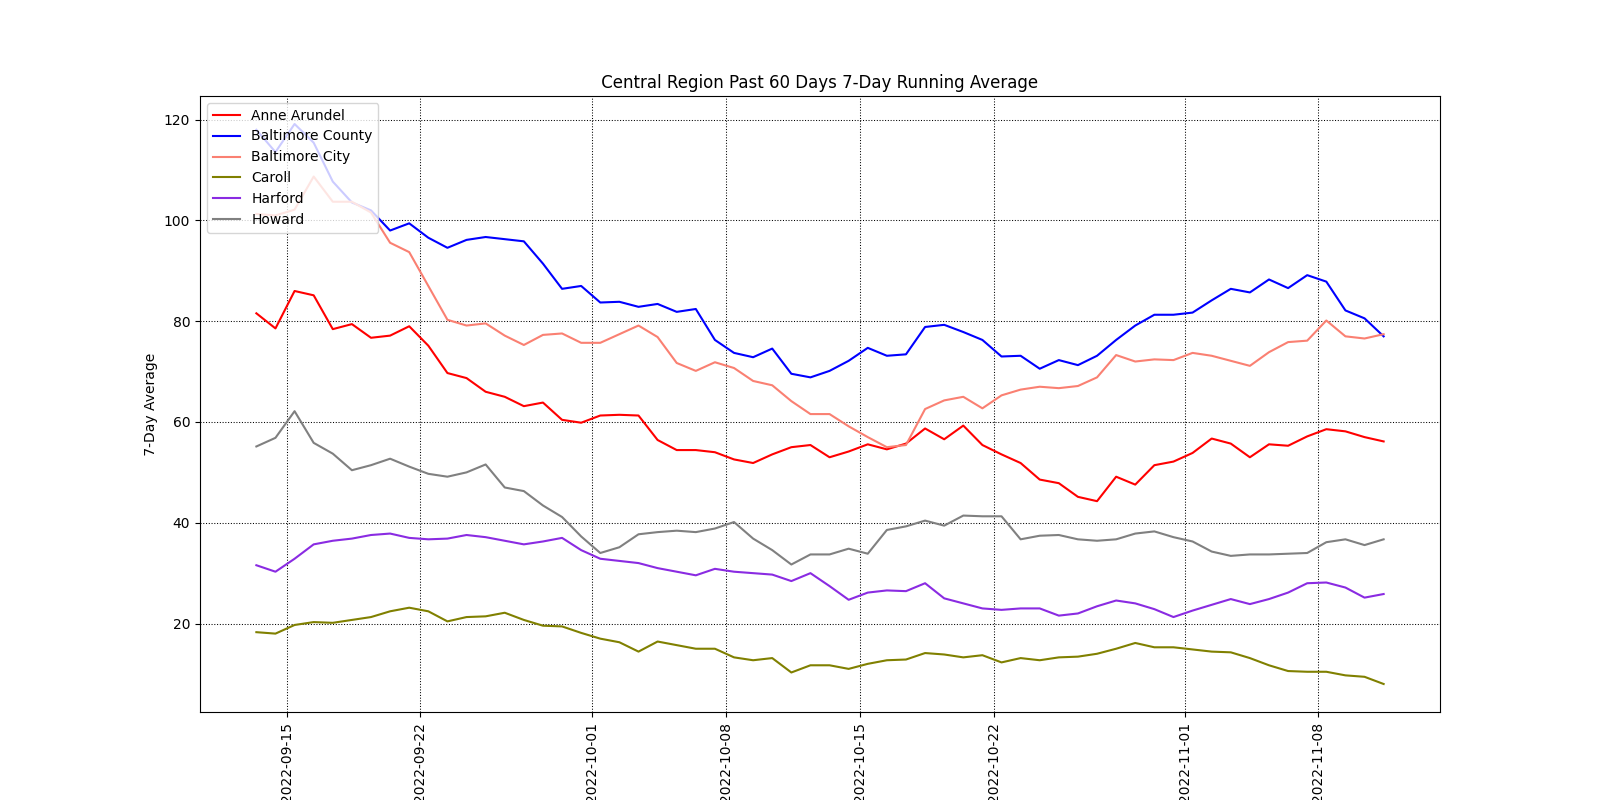 Central Region Past 60 Days 7-Day Running Average
Anne Arundel
Baltimore County
Baltimore City
Caroll
Harford
Howard
120
100
80
60
40
20
7-Day Average
2022-09-15
2022-09-22
2022-10-01
2022-10-08
2022-10-15
2022-10-22
2022-11-01
2022-11-08